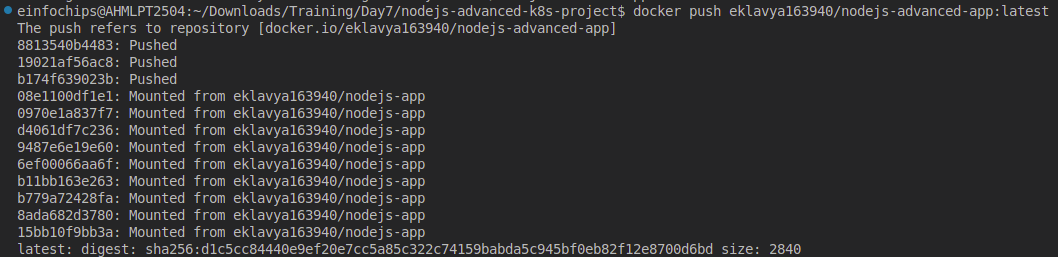 einfochips@AHMLPT2504:~/Downloads/Training/Day7/nodejs-advanced-k8s-project$ docker push eklavya163940/nodejs-advanced-app:latest
The push refers to repository [docker.io/eklavya163940/nodejs-advanced-app]
8813540b4483: Pushed
19021af56ac8: Pushed
b174f639023b: Pushed
08e1100df1e1: Mounted from eklavya163940/nodejs-app
0970e1a837f7: Mounted from eklavya163940/nodejs-app
d4061df7c236: Mounted from eklavya163940/nodejs-app
9487e6e19e60: Mounted from eklavya163940/nodejs-app
6ef00066aa6f: Mounted from eklavya163940/nodejs-app
b11bb163e263: Mounted from eklavya163940/nodejs-app
b779a72428fa: Mounted from eklavya163940/nodejs-app
8ada682d3780: Mounted from eklavya163940/nodejs-app
15bb10f9bb3a: Mounted from eklavya163940/nodejs-app
latest: digest: sha256:d1c5cc84440e9ef20e7cc5a85c322c74159babda5c945bf0eb82f12e8700d6bd size: 2840